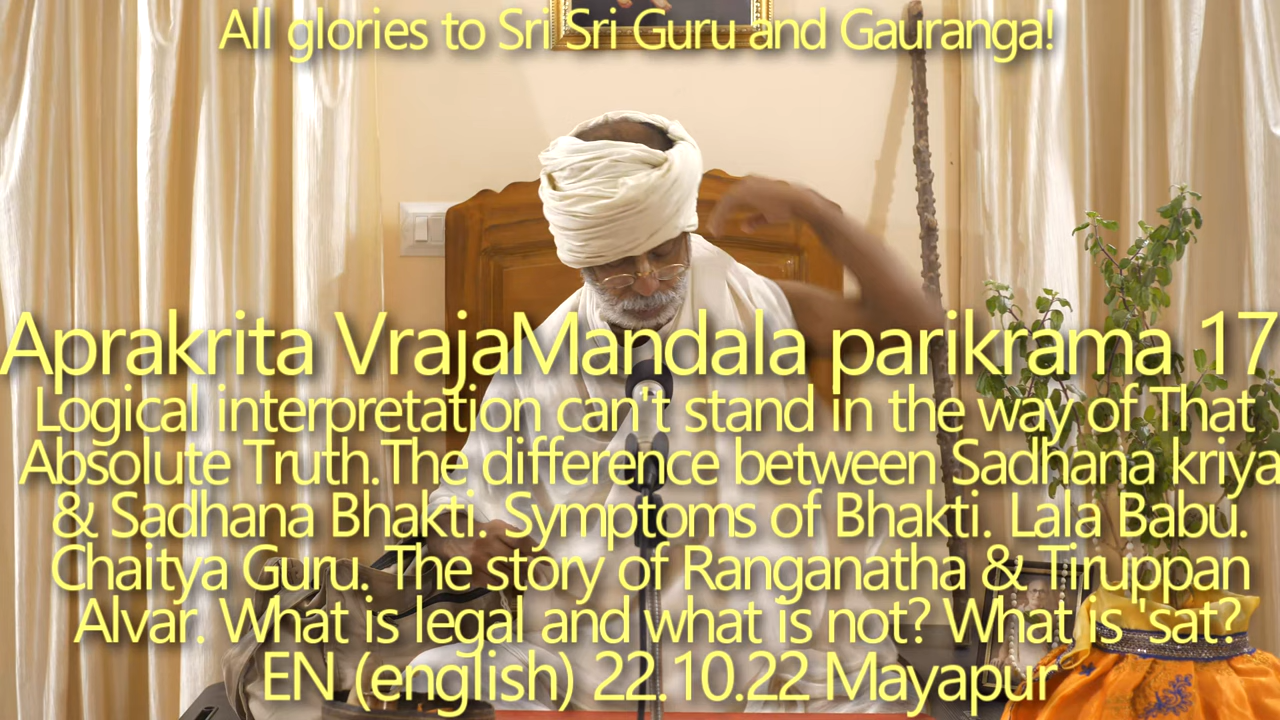 All glories to Sri Sri Guru and Gauranga!
Aprakrita VrajaMandala parikrama 17
Logical interpretation can't stand in the way of That
Absolute Truth.The difference between Sadhana kriya
& Sadhana Bhakti. Symptoms of Bhakti. Lala Babu.
Chaitya Guru. The story of Ranganatha & Tiruppan
Alvar. What is legal and what is not? What is 'sat?
EN (english) 22.10.22 Mayapur